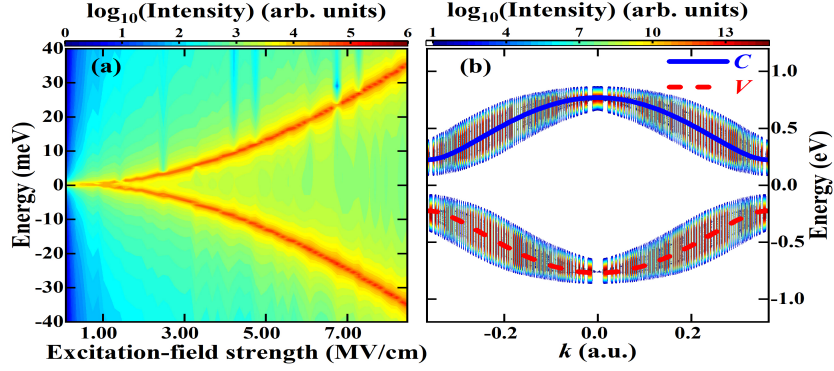 log10(Intensity) (arb. units) log10(Intensity) (arb. units)
0 1 2 3 4 5 6 1 4 7 10 13
(a) (b) C
V
40
30
20
10
0
-10
-20
-30
-40
Energy (meV)
1.00 3.00 5.00 7.00
Excitation-field strength (MV/cm)
1.0
0.5
0.0
-0.5
-1.0
Energy (eV)
-0.2 0.0 0.2
k (a.u.)